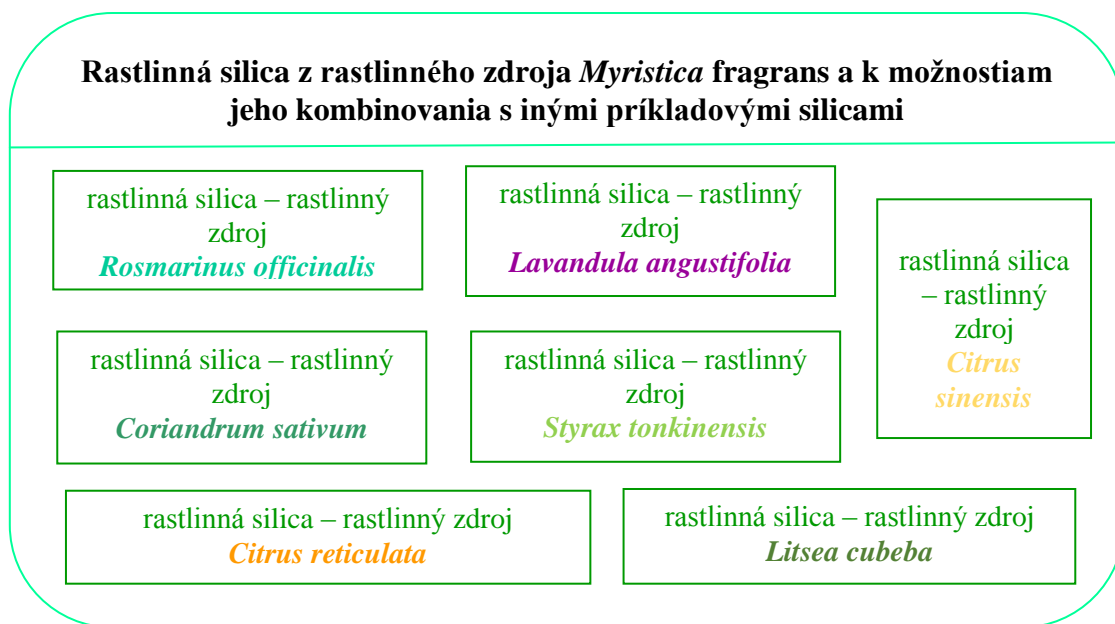 Rastlinná silica z rastlinného zdroja Myristica fragrans a k možnostiam
jeho kombinovania s inými príkladovými silicami
rastlinná silica – rastlinný
zdroj
Rosmarinus officinalis
rastlinná silica – rastlinný
zdroj
Lavandula angustifolia
rastlinná silica
– rastlinný
zdroj
Citrus
sinensis
rastlinná silica – rastlinný
zdroj
Coriandrum sativum
rastlinná silica – rastlinný
zdroj
Styrax tonkinensis
rastlinná silica – rastlinný zdroj
Citrus reticulata
rastlinná silica – rastlinný zdroj
Litsea cubeba